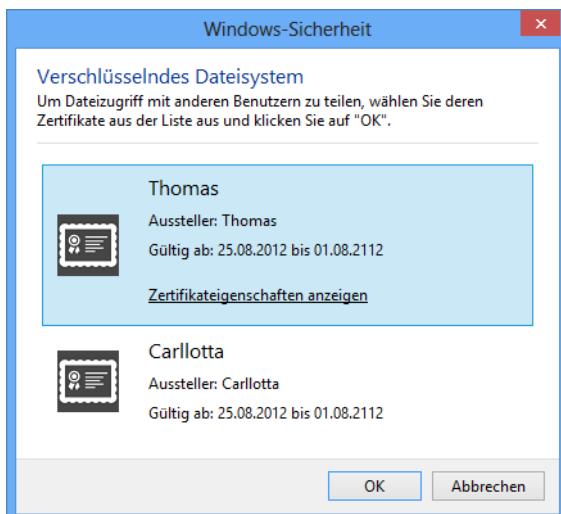 Windows-Sicherheit
Verschlüsselndes Dateisystem
Um Dateizugriff mit anderen Benutzern zu teilen, wählen Sie deren
Zertifikate aus der Liste aus und klicken Sie auf "OK".
Thomas
Aussteller: Thomas
Gültig ab: 25.08.2012 bis 01.08.2112
Zertifikateigenschaften anzeigen
Carllotta
Aussteller: Carllotta
Gültig ab: 25.08.2012 bis 01.08.2112
OK Abbrechen